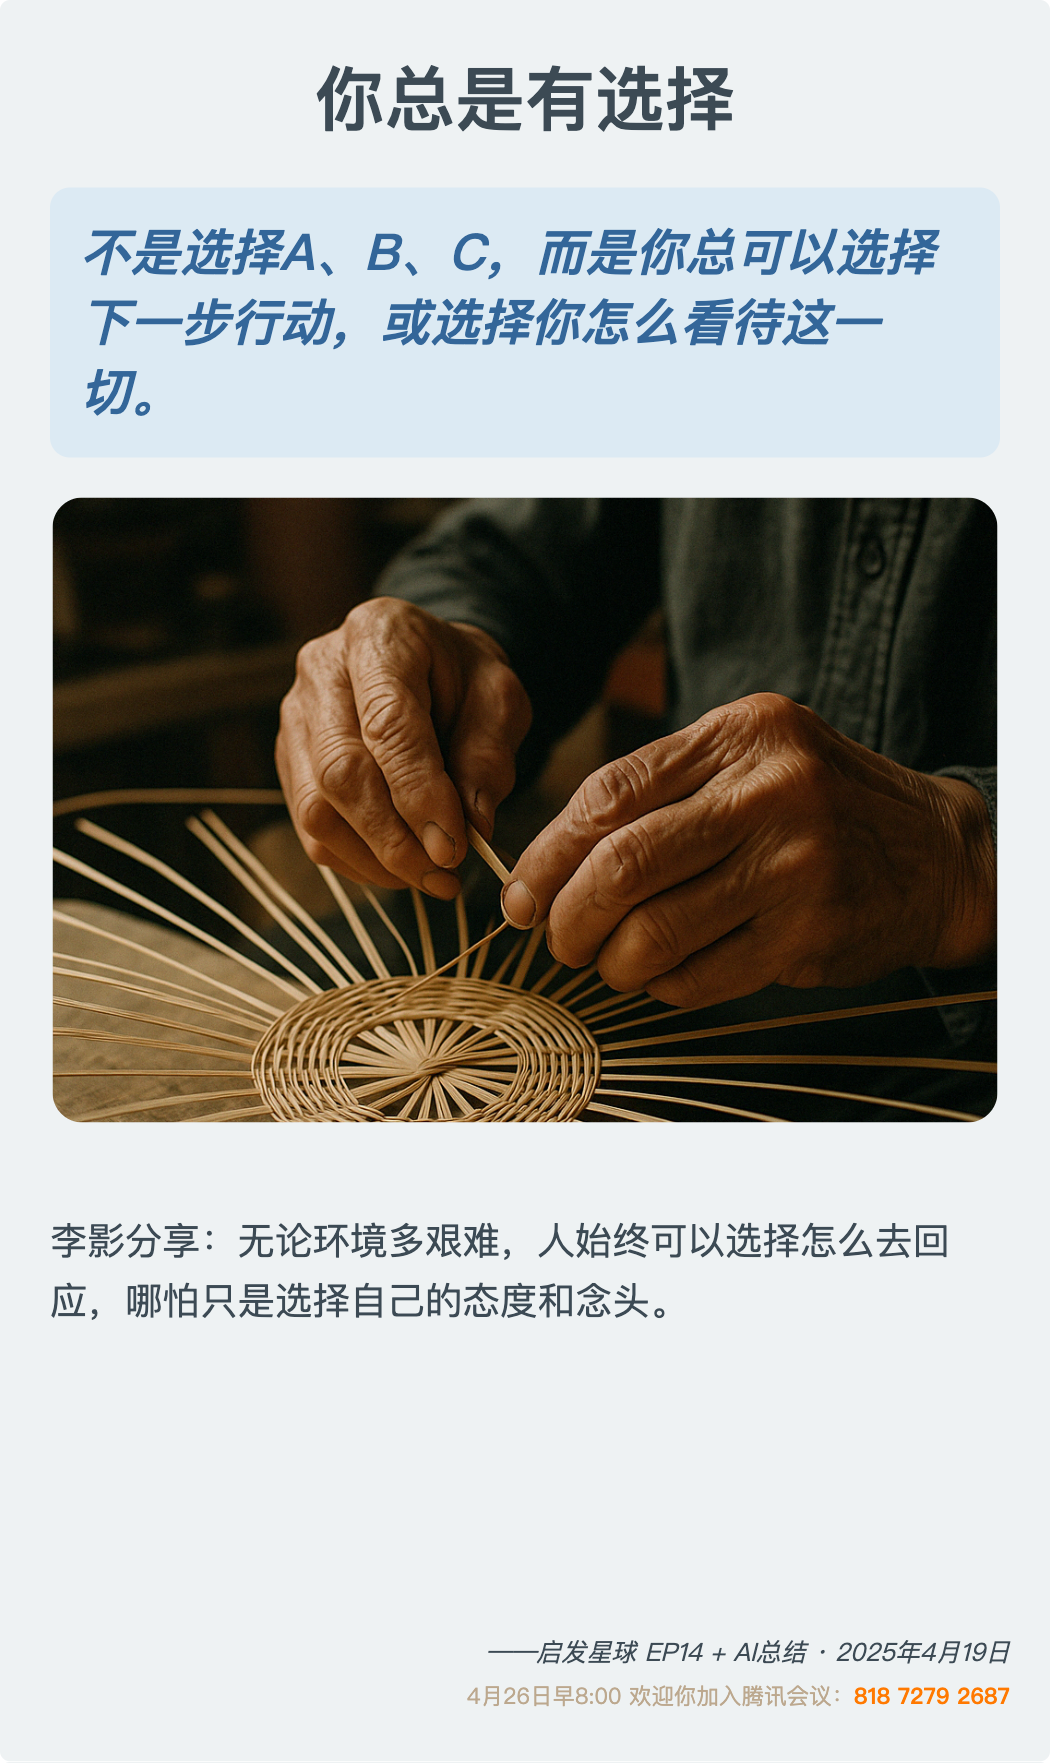 你总是有选择
不是选择A、B、C，而是你总可以选择
下一步行动，或选择你怎么看待这一
切。
李影分享：无论环境多艰难，人始终可以选择怎么去回
应，哪怕只是选择自己的态度和念头。
——启发星球 EP14 + AI总结 · 2025年4月19日
4月26日早8:00 欢迎你加入腾讯会议：818 7279 2687